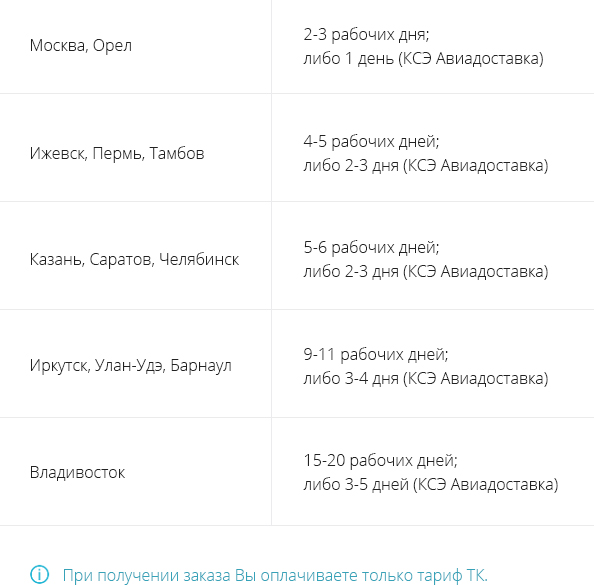 Москва, Орел
2-3 рабочих дня;
либо 1 день (КСЭ Авиадоставка)
Ижевск, Пермь, Тамбов
4-5 рабочих дней;
либо 2-3 дня (КСЭ Авиадоставка)
Казань, Саратов, Челябинск
5-6 рабочих дней;
либо 2-3 дня (КСЭ Авиадоставка)
Иркутск, Улан-Удэ, Барнаул
9-11 рабочих дней;
либо 3-4 дня (КСЭ Авиадоставка)
Владивосток
15-20 рабочих дней;
либо 3-5 дней (КСЭ Авиадоставка)
При получении заказа Вы оплачиваете только тариф ТК.